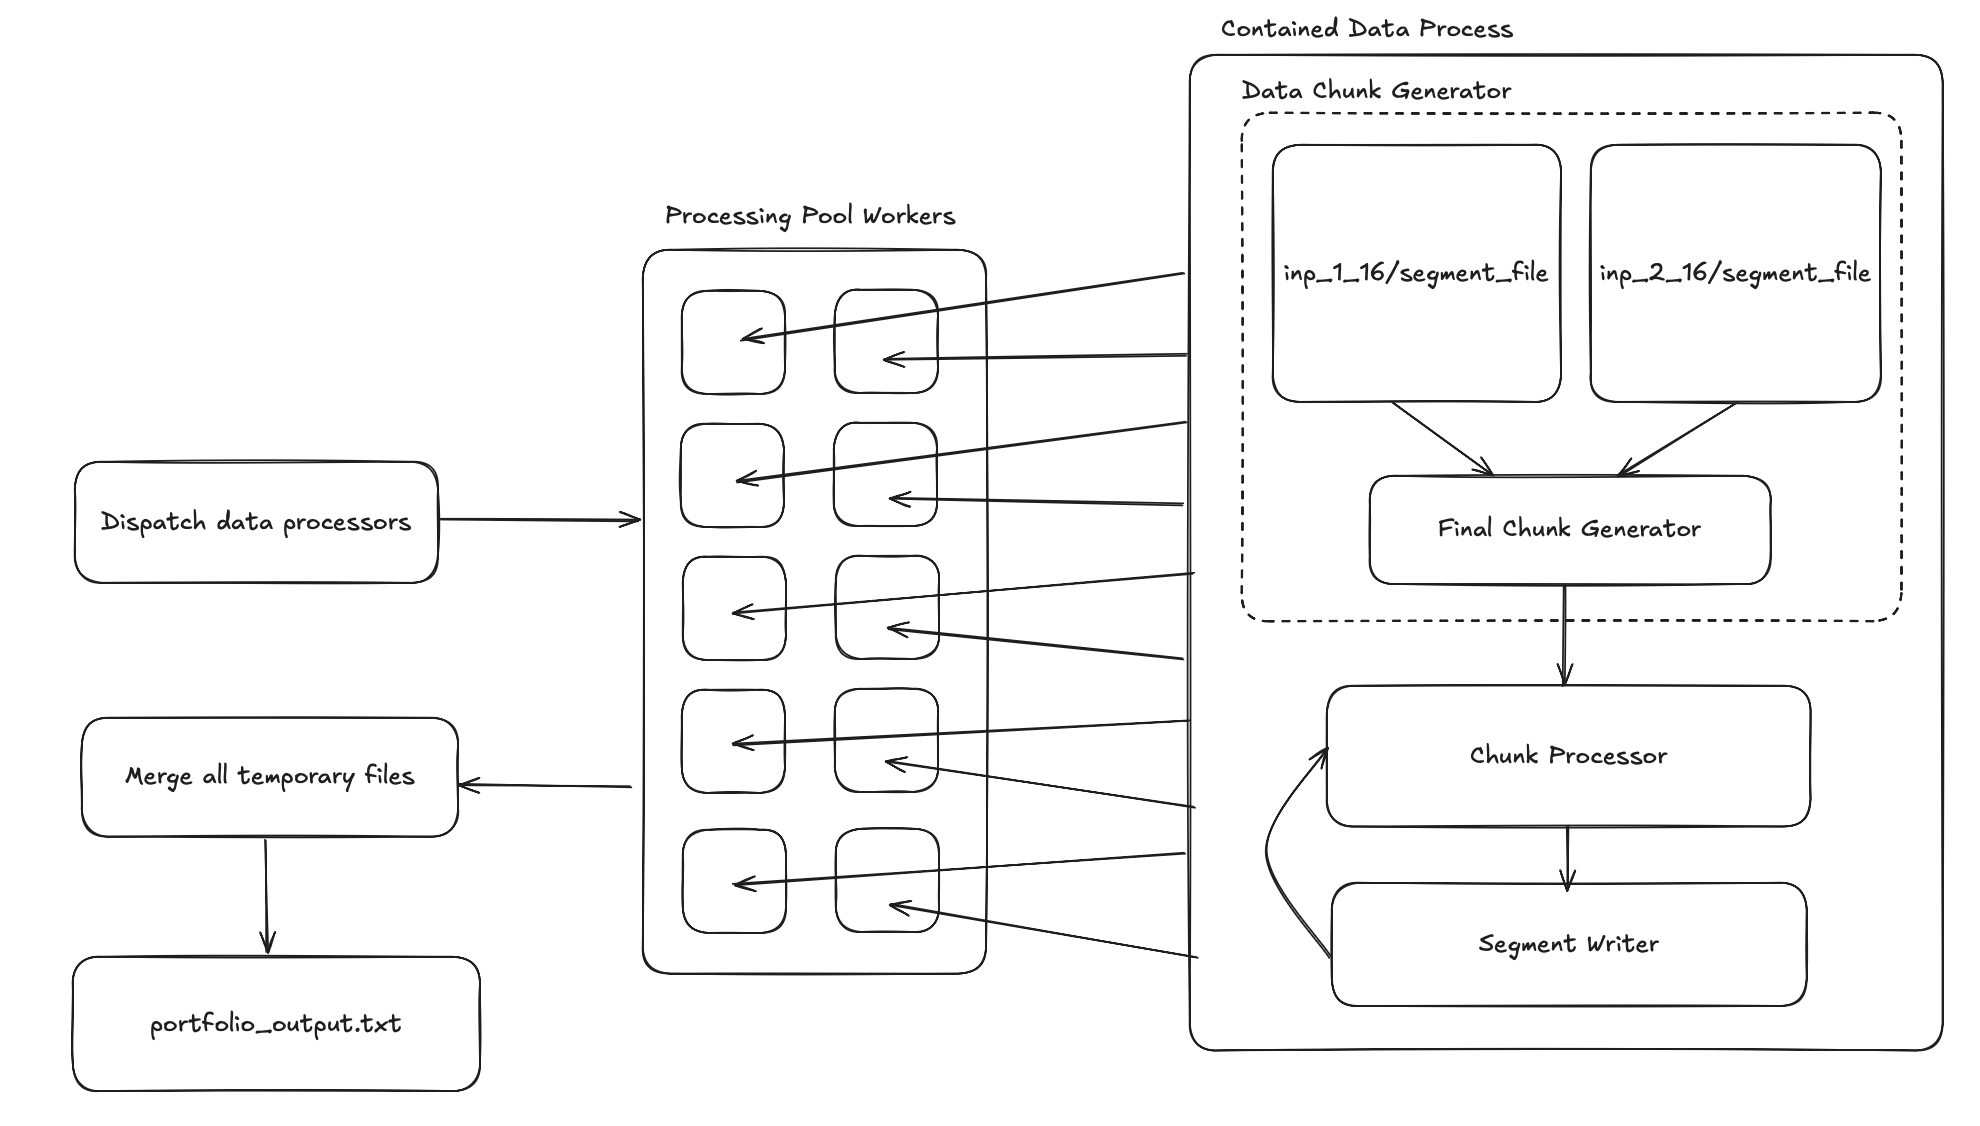 Contained Data Process
Data Chunk Generator
inp_1_16/segment_file
inp_2_16/segment_file
Processing Pool Workers
Dispatch data processors
Final Chunk Generator
Merge all temporary files
Chunk Processor
Segment Writer
portfolio_output.txt